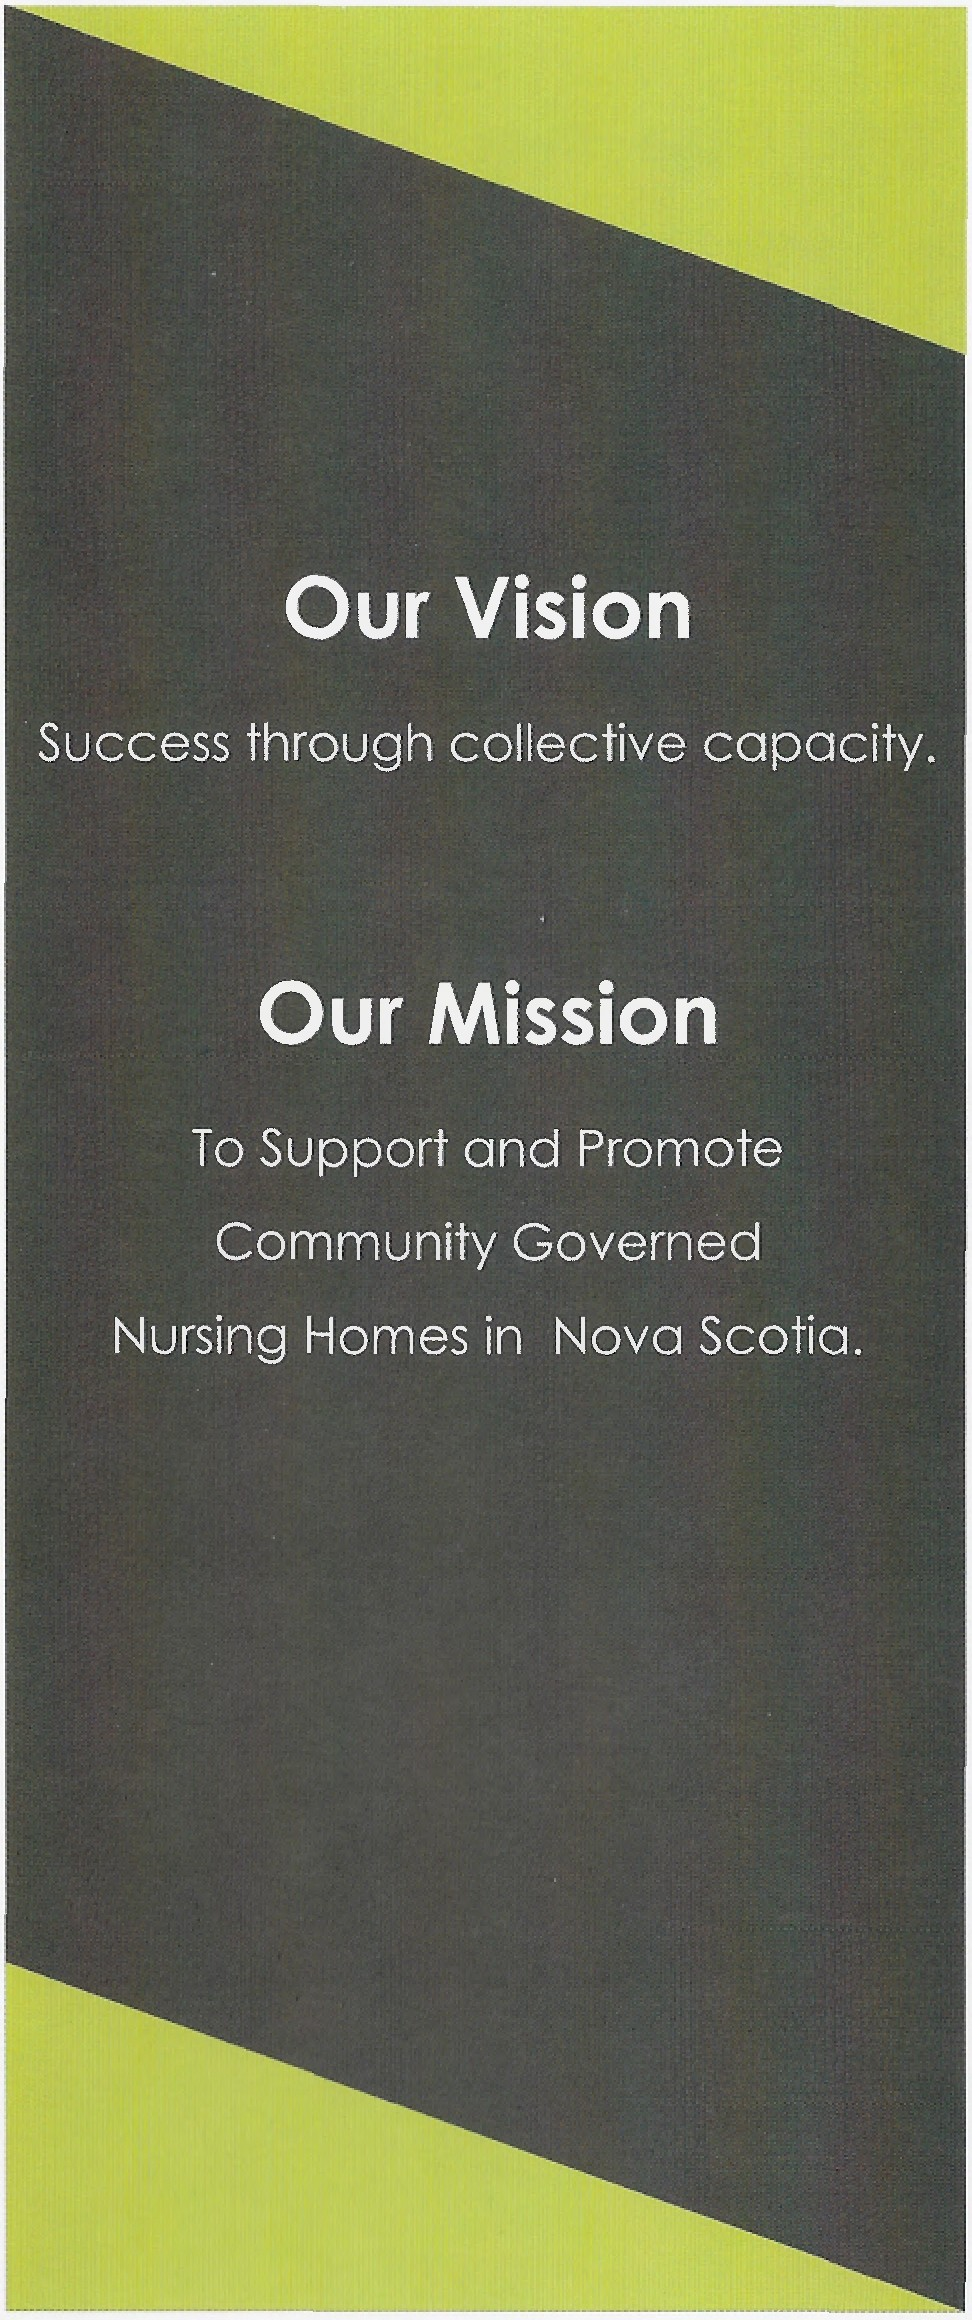 Our Vision
Success through collective capacity.
Our Mission
To Support and Promote
Community Governed
Nursing Homes in  Nova Scotia.